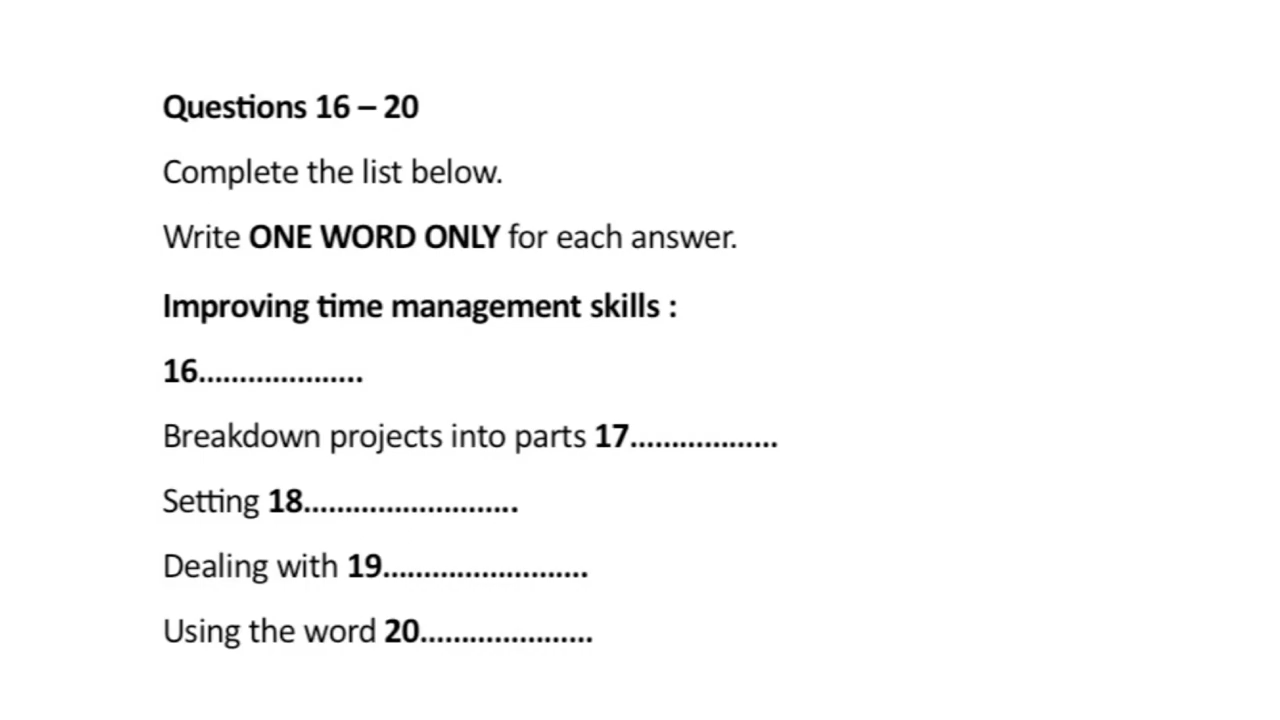 Questions 16 – 20
Complete the list below.
Write ONE WORD ONLY for each answer.
Improving time management skills :
16....................
Breakdown projects into parts 17..................
Setting 18..........................
Dealing with 19.........................
Using the word 20.....................